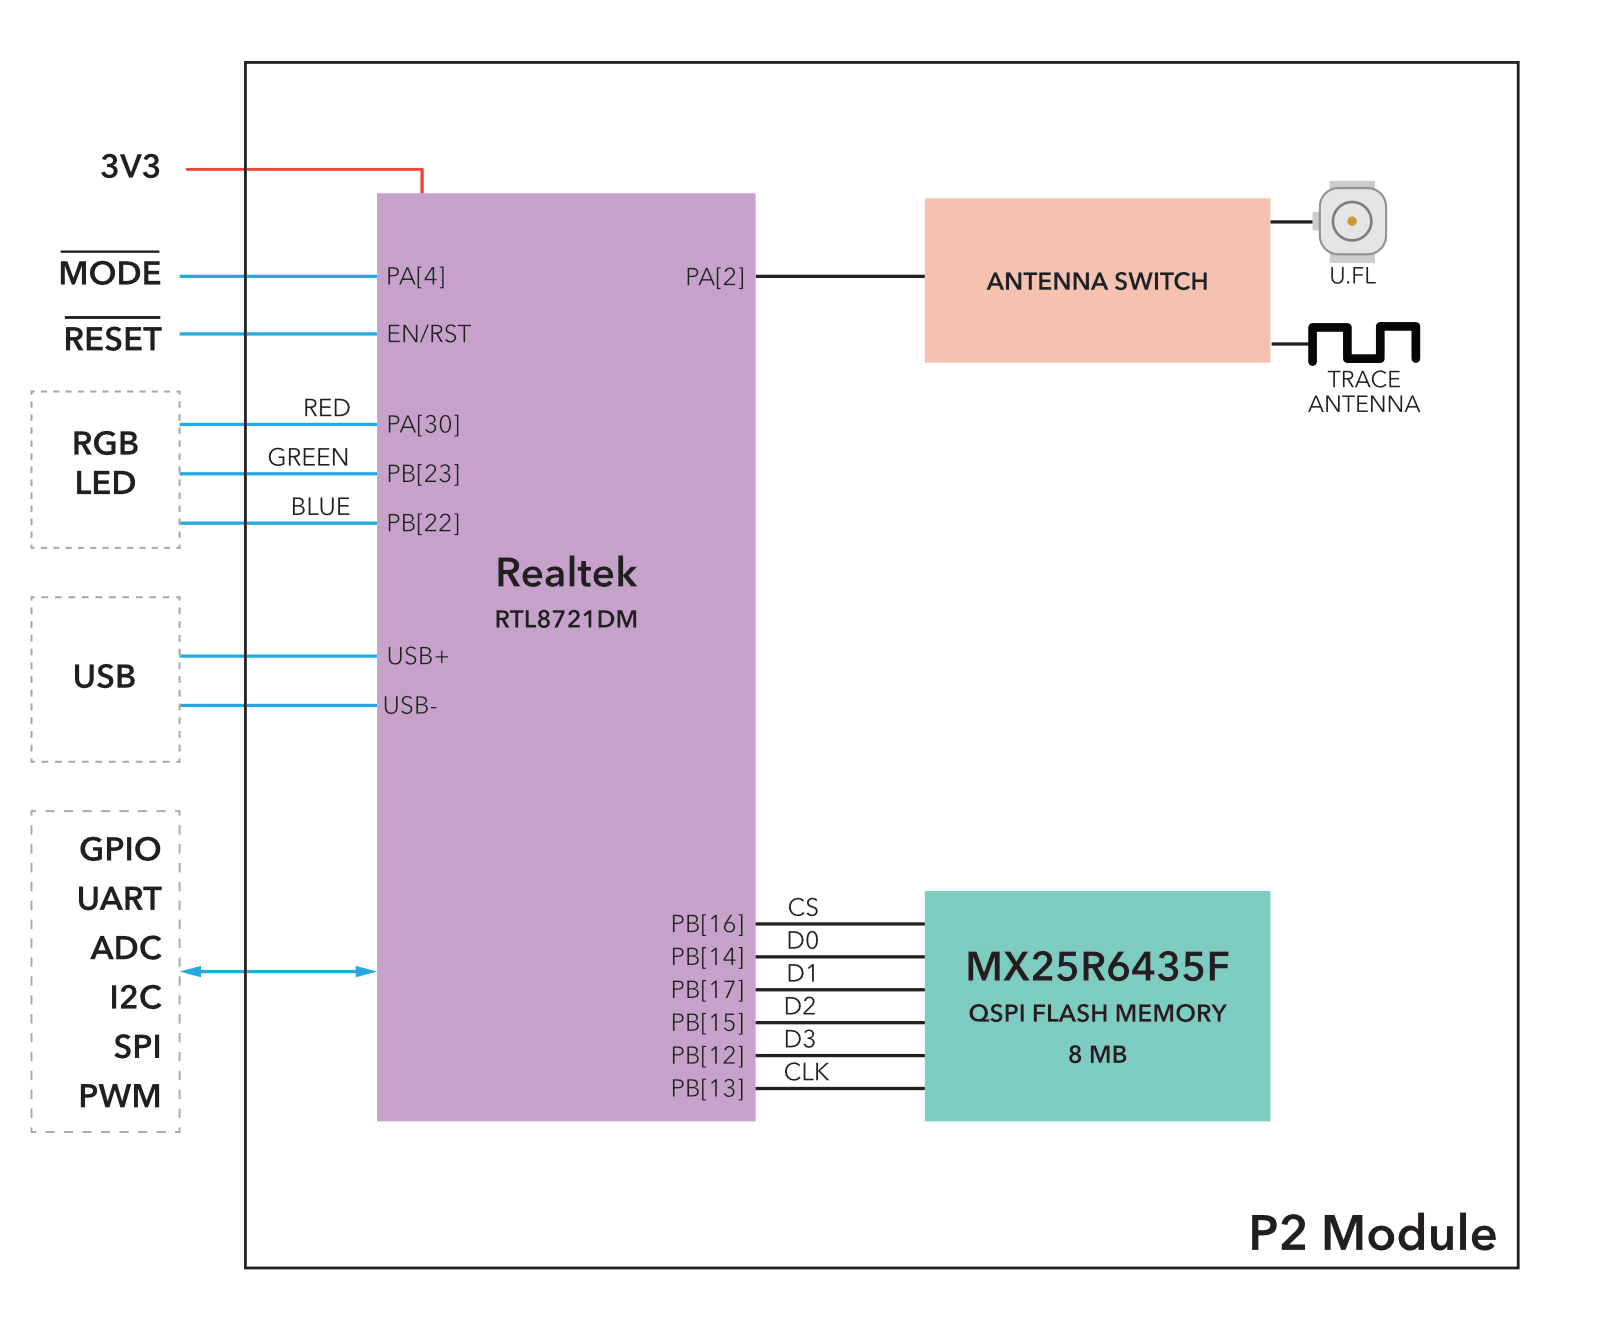 3V3
MODE
RESET
RGB
LED
USB
GPIO
UART
ADC
I2C
SPI
PWM
RED
GREEN
BLUE
PA[4]
EN/RST
PA[30]
PB[23]
PB[22]
USB+
USB-
Realtek
RTL8721DM
PA[2]
PB[16]
PB[14]
PB[17]
PB[15]
PB[12]
PB[13]
CS
D0
D1
D2
D3
CLK
ANTENNA SWITCH
U.FL
TRACE
ANTENNA
MX25R6435F
QSPI FLASH MEMORY
8 MB
P2 Module